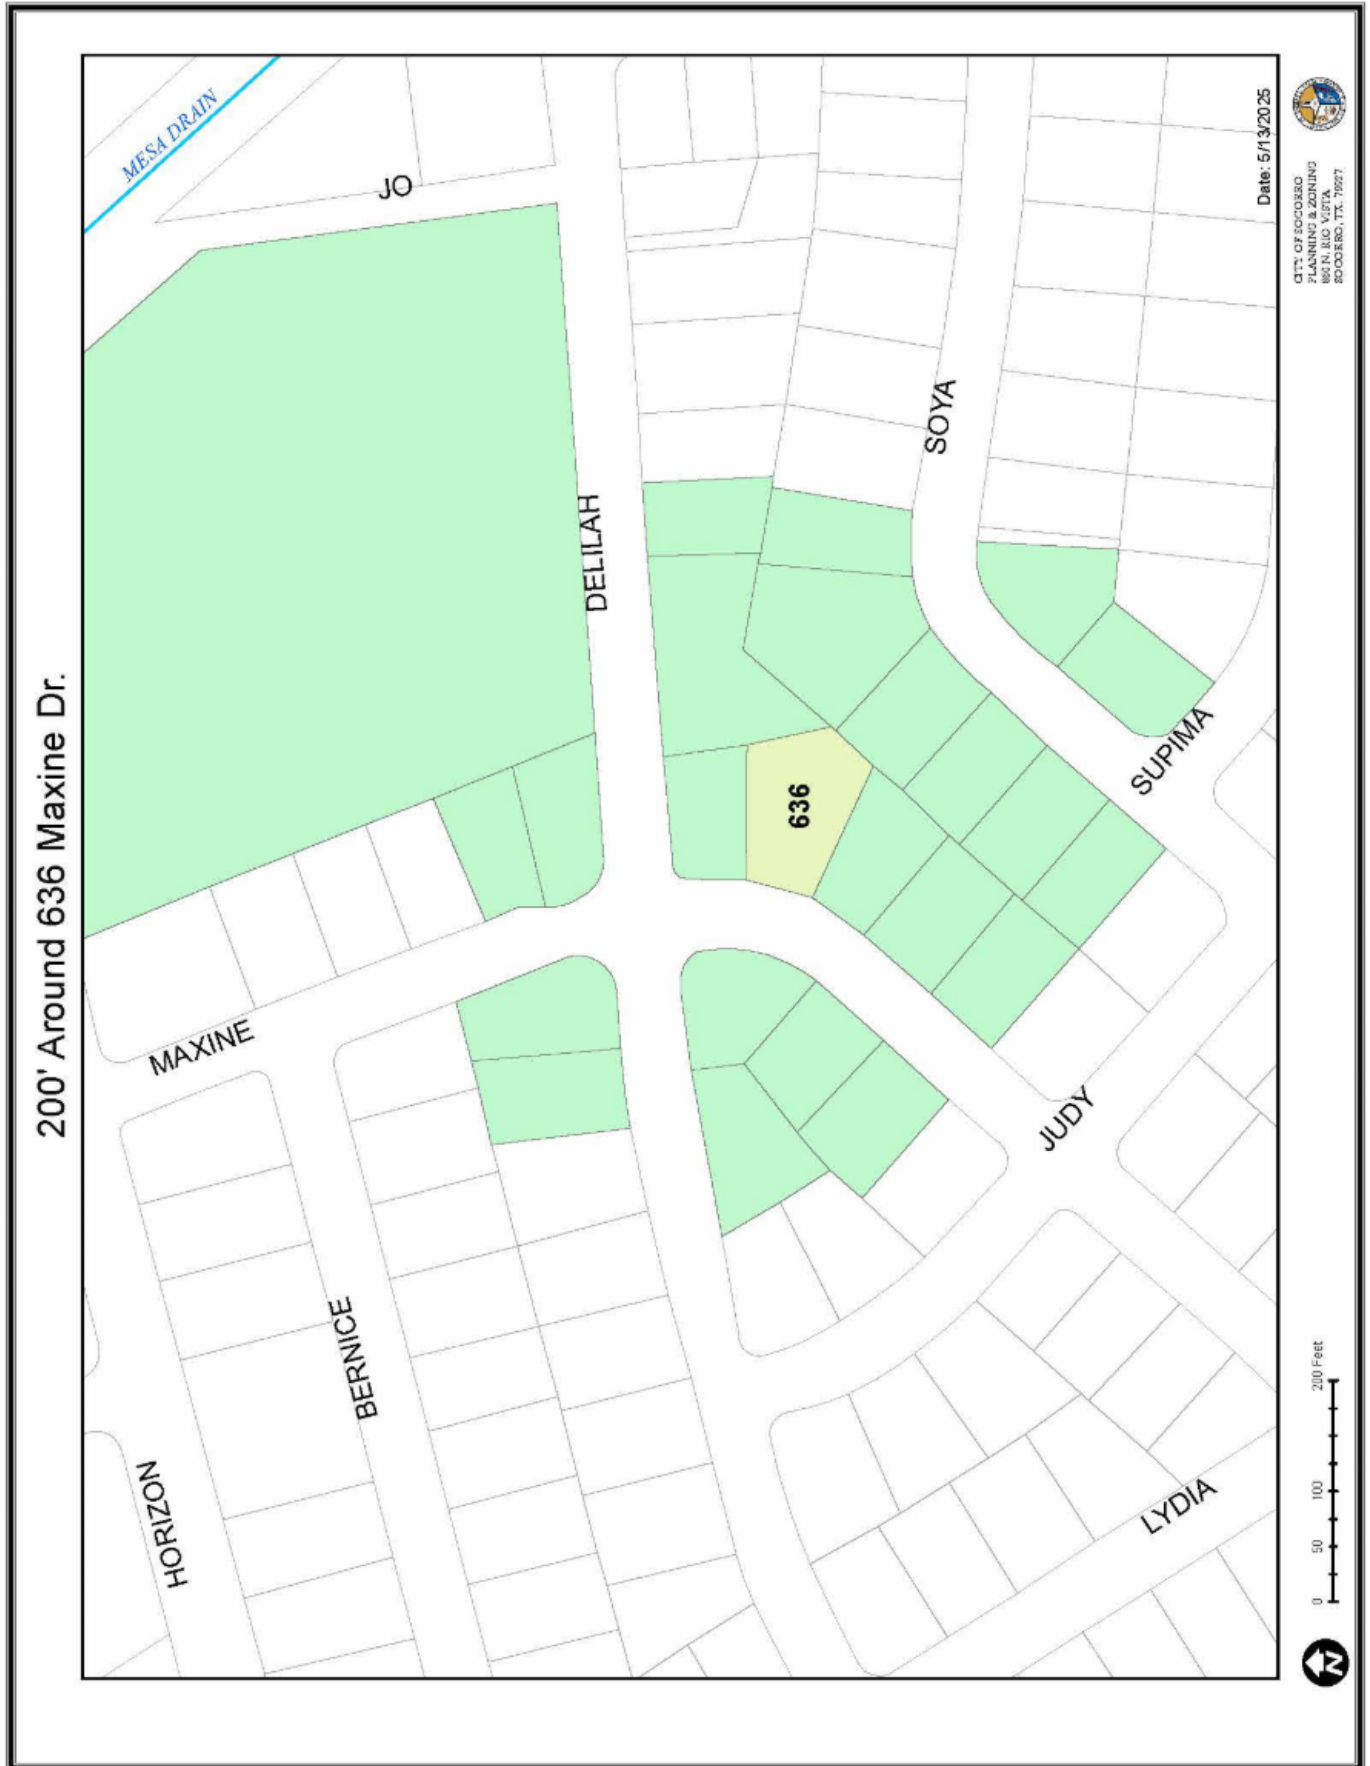 200' Around 636 Maxine Dr.
MESA DRAIN
JO
DELILAH
SOYA
636
SUPIMA
MAXINE
JUDY
BERNICE
HORIZON
LYDIA
Date: 5/13/2025
CITY OF SOCORRO
PLANNING & ZONING
860 N. RIO VISTA
SOCORRO, TX. 79927
0 50 100 200 Feet
N